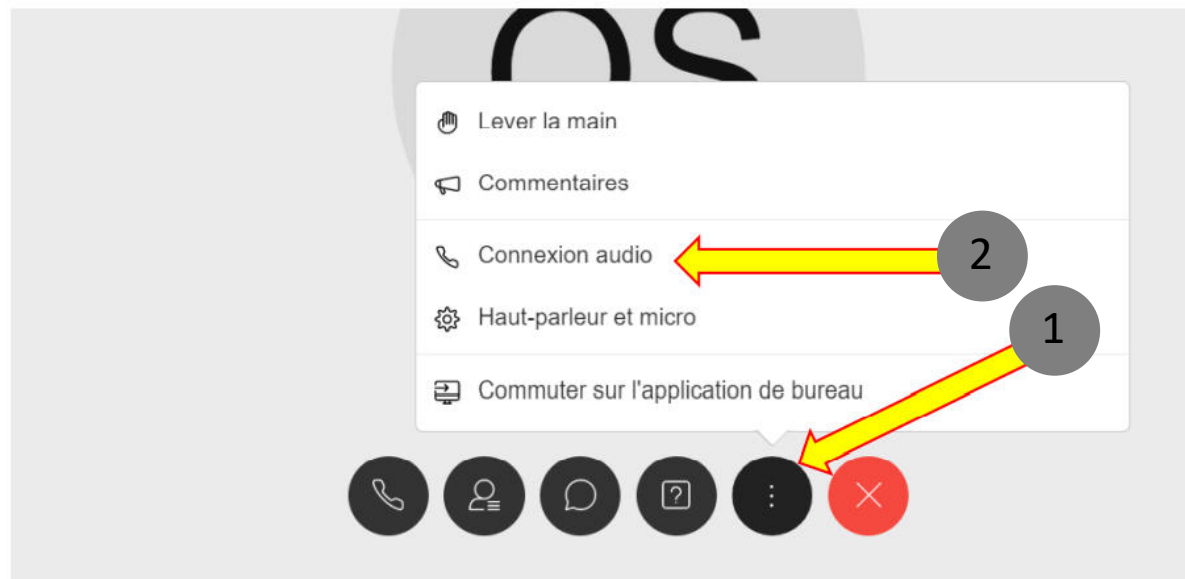 OS
Lever la main
Commentaires
Connexion audio
2
Haut-parleur et micro
1
Commuter sur l'application de bureau
?